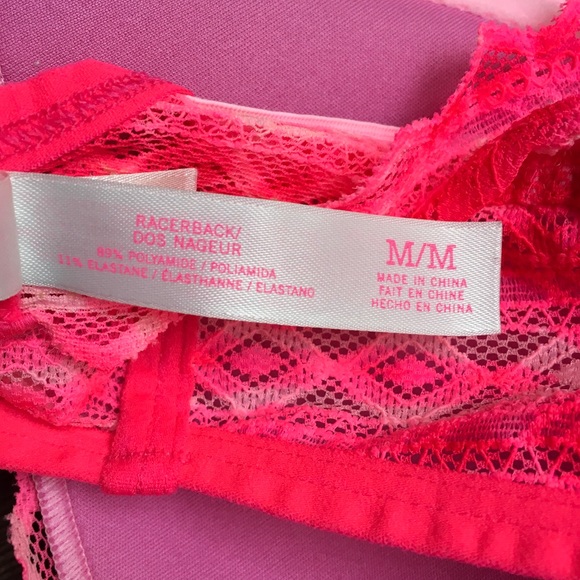 RACERBACK/
DOS NAGEUR
89% POLYAMIDE / POLIAMIDA
11% ELASTANE / ÉLASTHANNE / ELASTANO
M/M
MADE IN CHINA
FAIT EN CHINE
HECHO EN CHINA